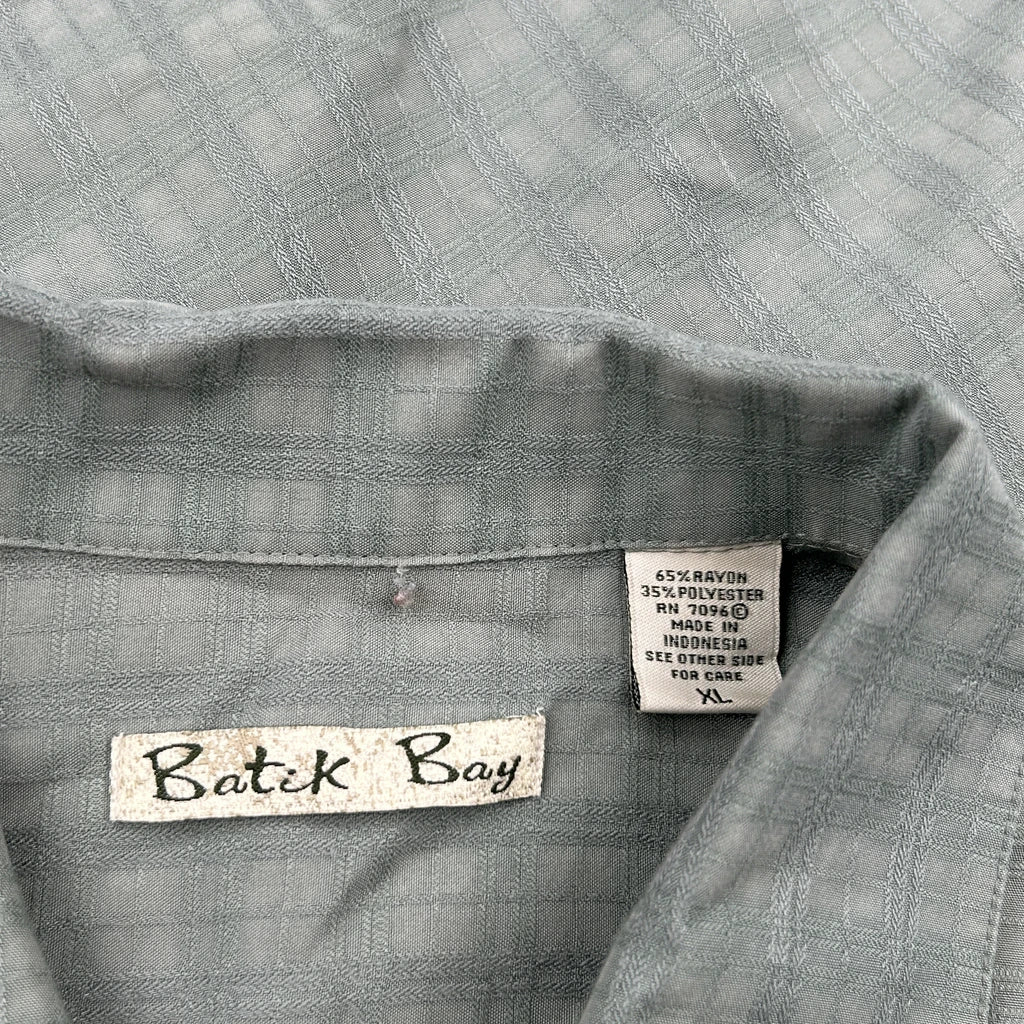 65% RAYON
35% POLYESTER
RN 7096©
MADE IN
INDONESIA
SEE OTHER SIDE
FOR CARE
XL
Batik Bay